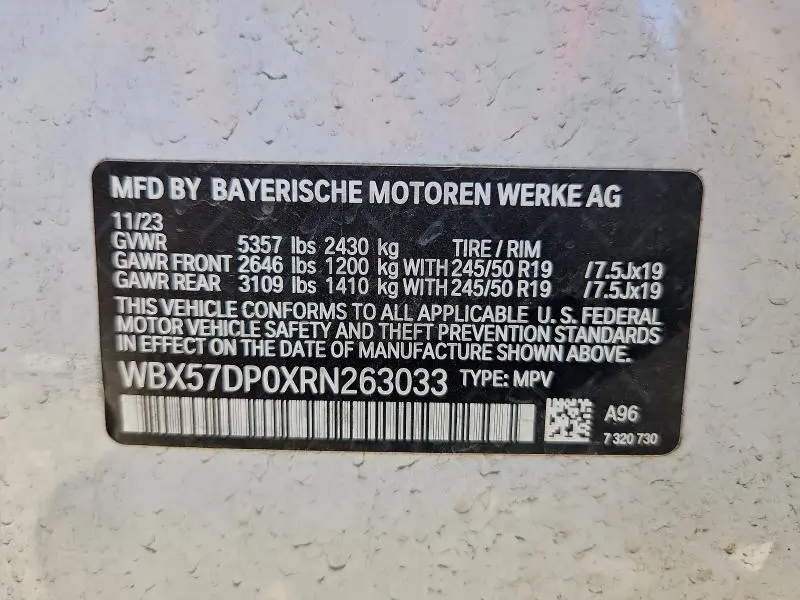 MFD BY BAYERISCHE MOTOREN WERKE AG
11/23
GVWR 5357 lbs 2430 kg TIRE / RIM
GAWR FRONT 2646 lbs 1200 kg WITH 245/50 R19 /7.5Jx19
GAWR REAR 3109 lbs 1410 kg WITH 245/50 R19 /7.5Jx19
THIS VEHICLE CONFORMS TO ALL APPLICABLE U. S. FEDERAL
MOTOR VEHICLE SAFETY AND THEFT PREVENTION STANDARDS
IN EFFECT ON THE DATE OF MANUFACTURE SHOWN ABOVE.
WBX57DP0XRN263033 TYPE: MPV
A96
7 320 730